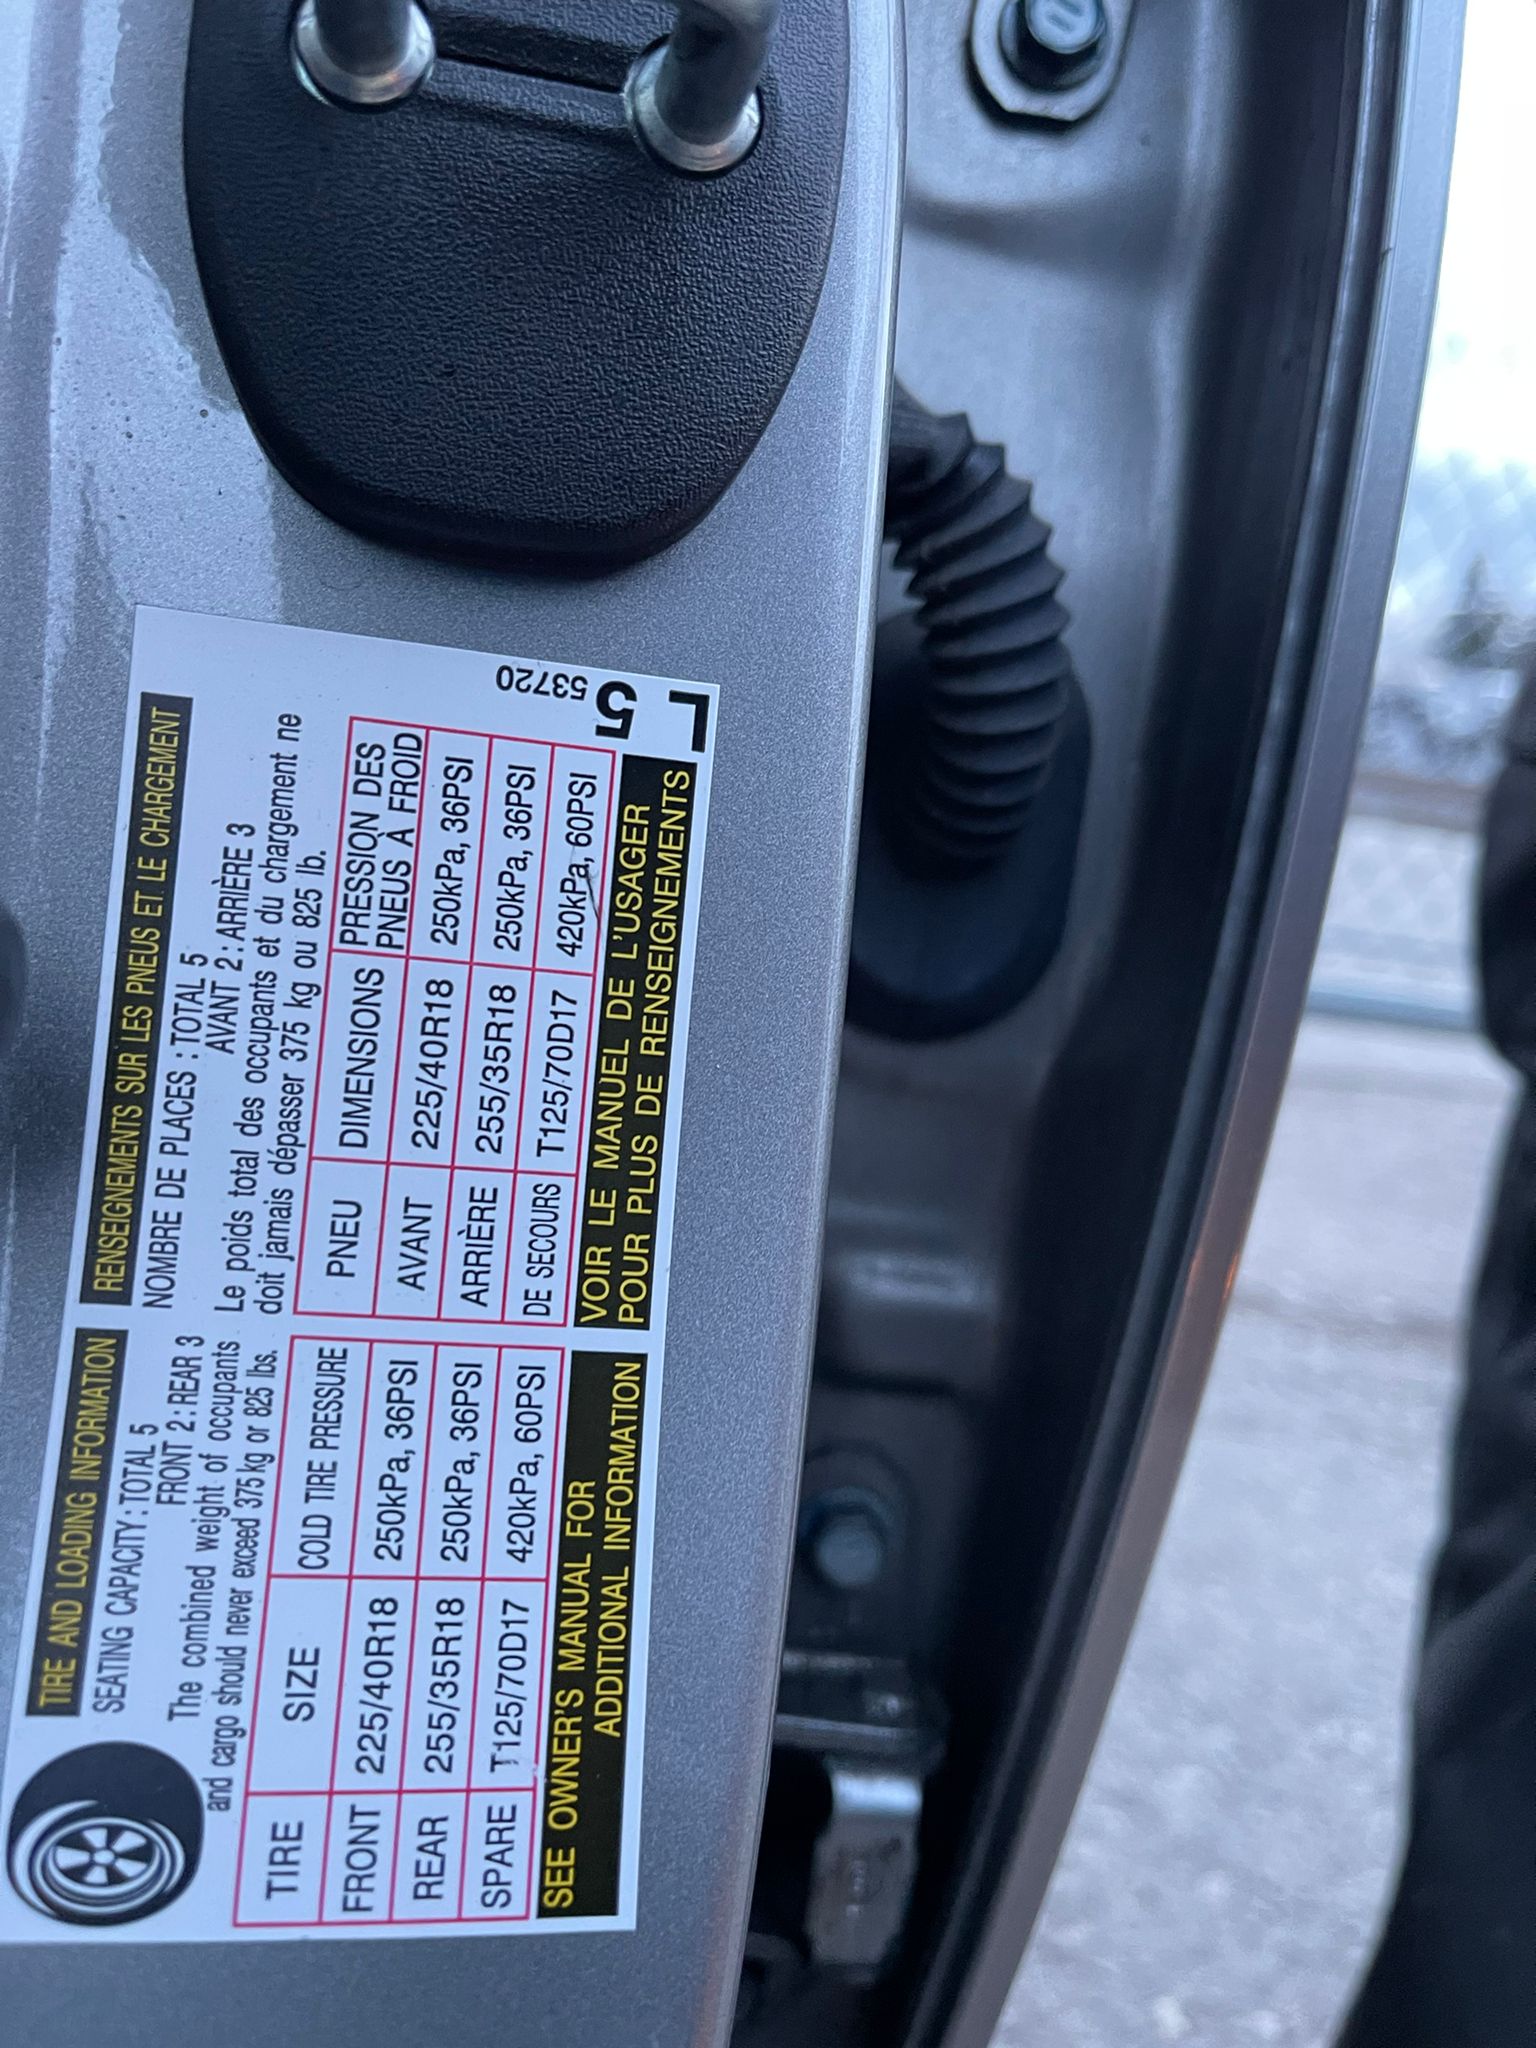 TIRE AND LOADING INFORMATION
SEATING CAPACITY : TOTAL 5
FRONT 2 : REAR 3
The combined weight of occupants
and cargo should never exceed 375 kg or 825 lbs.
TIRE SIZE COLD TIRE PRESSURE
FRONT 225/40R18 250kPa, 36PSI
REAR 255/35R18 250kPa, 36PSI
SPARE T125/70D17 420kPa, 60PSI
SEE OWNER'S MANUAL FOR
ADDITIONAL INFORMATION
RENSEIGNEMENTS SUR LES PNEUS ET LE CHARGEMENT
NOMBRE DE PLACES : TOTAL 5
AVANT 2 : ARRIÈRE 3
Le poids total des occupants et du chargement ne
doit jamais dépasser 375 kg ou 825 lb.
PNEU DIMENSIONS PRESSION DES
PNEUS À FROID
AVANT 225/40R18 250kPa, 36PSI
ARRIÈRE 255/35R18 250kPa, 36PSI
DE SECOURS T125/70D17 420kPa, 60PSI
VOIR LE MANUEL DE L'USAGER
POUR PLUS DE RENSEIGNEMENTS
53720
5
L